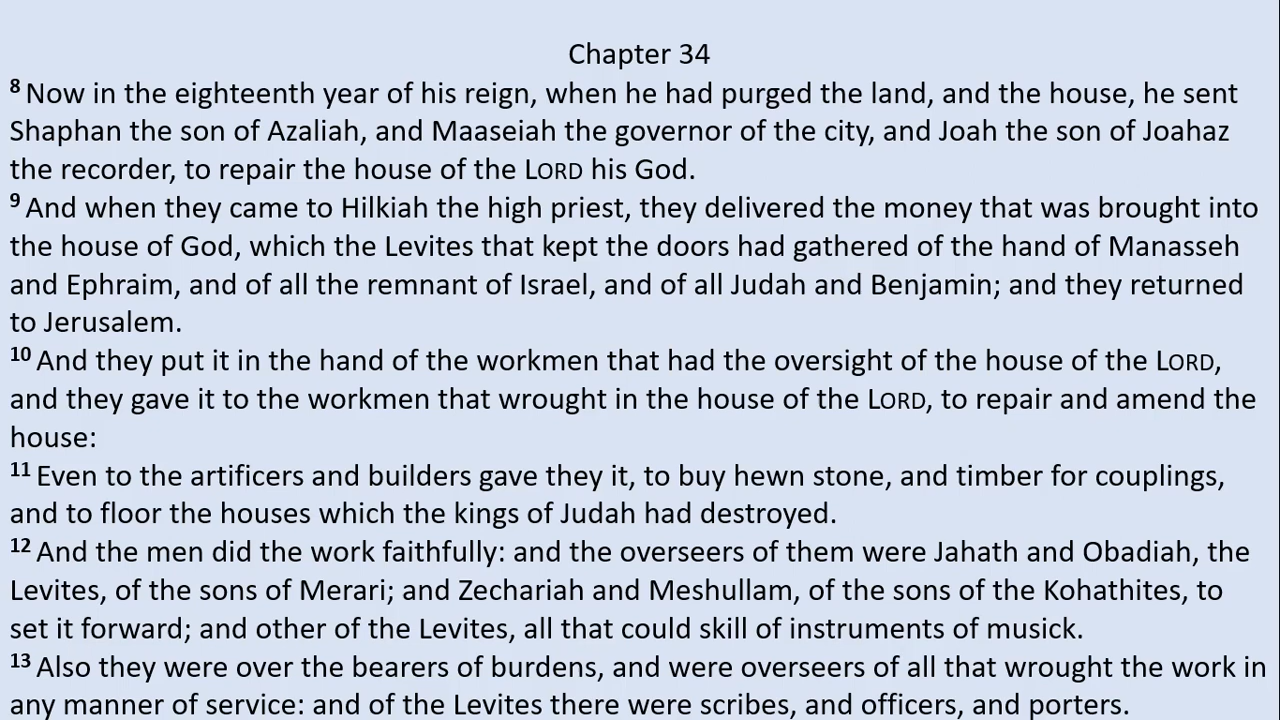 Chapter 34
8 Now in the eighteenth year of his reign, when he had purged the land, and the house, he sent
Shaphan the son of Azaliah, and Maaseiah the governor of the city, and Joah the son of Joahaz
the recorder, to repair the house of the LORD his God.
9 And when they came to Hilkiah the high priest, they delivered the money that was brought into
the house of God, which the Levites that kept the doors had gathered of the hand of Manasseh
and Ephraim, and of all the remnant of Israel, and of all Judah and Benjamin; and they returned
to Jerusalem.
10 And they put it in the hand of the workmen that had the oversight of the house of the LORD,
and they gave it to the workmen that wrought in the house of the LORD, to repair and amend the
house:
11 Even to the artificers and builders gave they it, to buy hewn stone, and timber for couplings,
and to floor the houses which the kings of Judah had destroyed.
12 And the men did the work faithfully: and the overseers of them were Jahath and Obadiah, the
Levites, of the sons of Merari; and Zechariah and Meshullam, of the sons of the Kohathites, to
set it forward; and other of the Levites, all that could skill of instruments of musick.
13 Also they were over the bearers of burdens, and were overseers of all that wrought the work in
any manner of service: and of the Levites there were scribes, and officers, and porters.